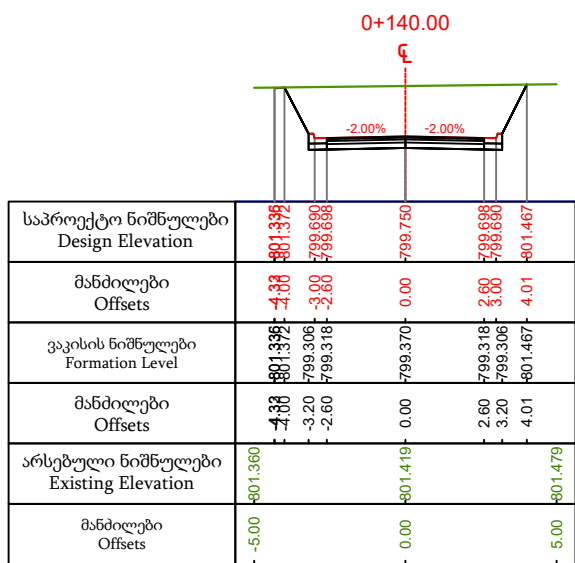 0+140.00
℄
-2.00% -2.00%
საპროექტო ნიშნულები
Design Elevation
801.336 801.372 799.690 799.698 799.750 799.698 799.690 801.467
მანძილები
Offsets
-4.33 -4.00 -3.00 -2.60 0.00 2.60 3.00 4.01
ვაკისის ნიშნულები
Formation Level
801.336 801.372 799.306 799.318 799.370 799.318 799.306 801.467
მანძილები
Offsets
-4.33 -4.00 -3.20 -2.60 0.00 2.60 3.20 4.01
არსებული ნიშნულები
Existing Elevation
801.360 801.419 801.479
მანძილები
Offsets
-5.00 0.00 5.00